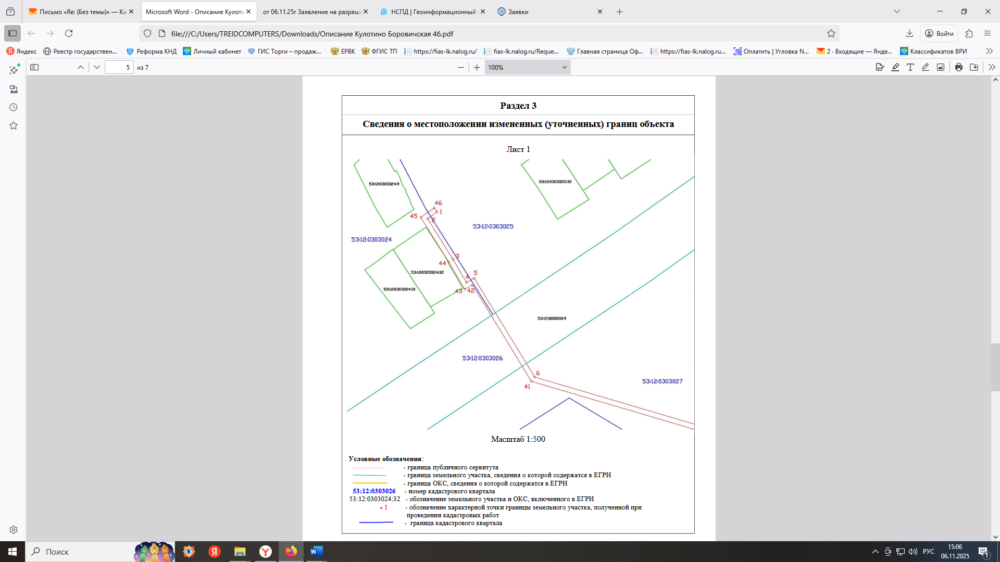 Письмо «Re: (Без темы)» — Ка
Microsoft Word - Описание Кулоти
от 06.11.25г Заявление на разреше
НСПД | Геоинформационный
Заявки
file:///C:/Users/TREIDCOMPUTERS/Downloads/Описание Кулотино Боровичская 4б.pdf
Войти
Яндекс
Реестр государствен...
Реформа КНД
Личный кабинет
ГИС Торги – продаж...
ЕРВК
ФГИС ТП
https://fias-lk.nalog.ru/
fias-lk.nalog.ru/Reque...
Главная страница Оф...
https://fias-lk.nalog.ru...
Оплатить | Угловка N...
2 · Входящие — Янде...
Классификатов ВРИ
5
из 7
100%
Раздел 3
Сведения о местоположении измененных (уточненных) границ объекта
Лист 1
53:12:0303024:9
53:12:0303025:30
46
1
45
2
53:12:0303025
53:12:0303024
3
44
53:12:0303024:32
5
4
53:12:0303024:31
43
42
53:12:0000000:9
53:12:0303026
6
53:12:0303027
41
Масштаб 1:500
Условные обозначения:
- граница публичного сервитута
- граница земельного участка, сведения о которой содержатся в ЕГРН
- граница ОКС, сведения о которой содержатся в ЕГРН
53:12:0303026 - номер кадастрового квартала
53:12:0303024:32 - обозначение земельного участка и ОКС, включенного в ЕГРН
• 1 - обозначение характерной точки границы земельного участка, полученной при
проведении кадастровых работ
- граница кадастрового квартала
Поиск
РУС
15:06
06.11.2025
1